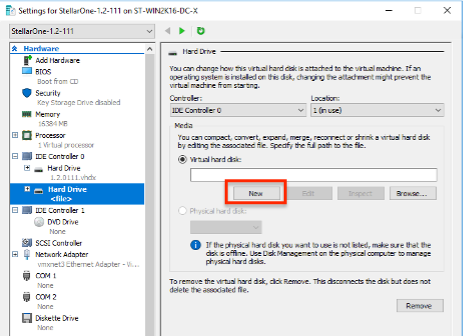 Settings for StellarOne-1.2-111 on ST-WIN2K16-DC-X
StellarOne-1.2-111
Hardware
Add Hardware
BIOS
Boot from CD
Security
Key Storage Drive disabled
Memory
16384 MB
Processor
1 Virtual processor
IDE Controller 0
Hard Drive
1.2.0111.vhdx
Hard Drive
<file>
IDE Controller 1
DVD Drive
None
SCSI Controller
Network Adapter
vmxnet3 Ethernet Adapter - Vi...
COM 1
None
COM 2
None
Diskette Drive
None
Hard Drive
You can change how this virtual hard disk is attached to the virtual machine. If an
operating system is installed on this disk, changing the attachment might prevent the
virtual machine from starting.
Controller:
Location:
IDE Controller 0
1 (in use)
Media
You can compact, convert, expand, merge, reconnect or shrink a virtual hard disk
by editing the associated file. Specify the full path to the file.
Virtual hard disk:
New
Edit
Inspect
Browse...
Physical hard disk:
If the physical hard disk you want to use is not listed, make sure that the
disk is offline. Use Disk Management on the physical computer to manage
physical hard disks.
To remove the virtual hard disk, click Remove. This disconnects the disk but does not
delete the associated file.
Remove